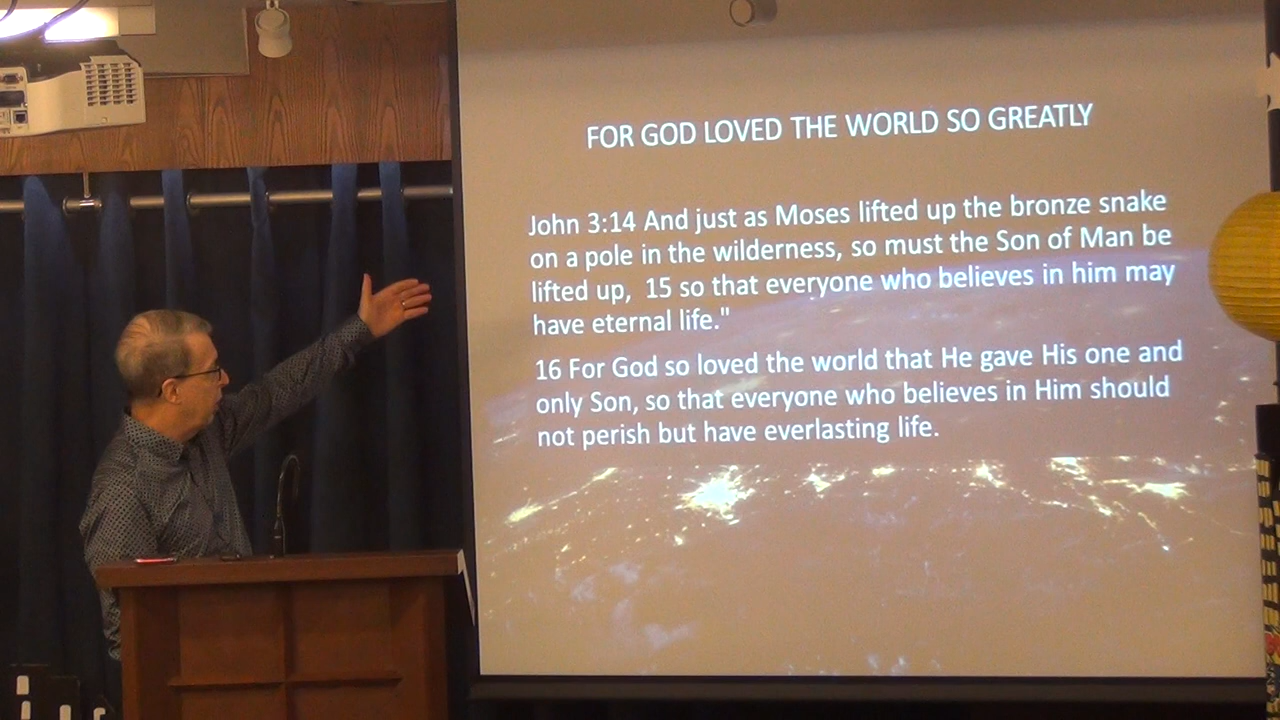 FOR GOD LOVED THE WORLD SO GREATLY
John 3:14 And just as Moses lifted up the bronze snake
on a pole in the wilderness, so must the Son of Man be
lifted up,  15 so that everyone who believes in him may
have eternal life."
16 For God so loved the world that He gave His one and
only Son, so that everyone who believes in Him should
not perish but have everlasting life.